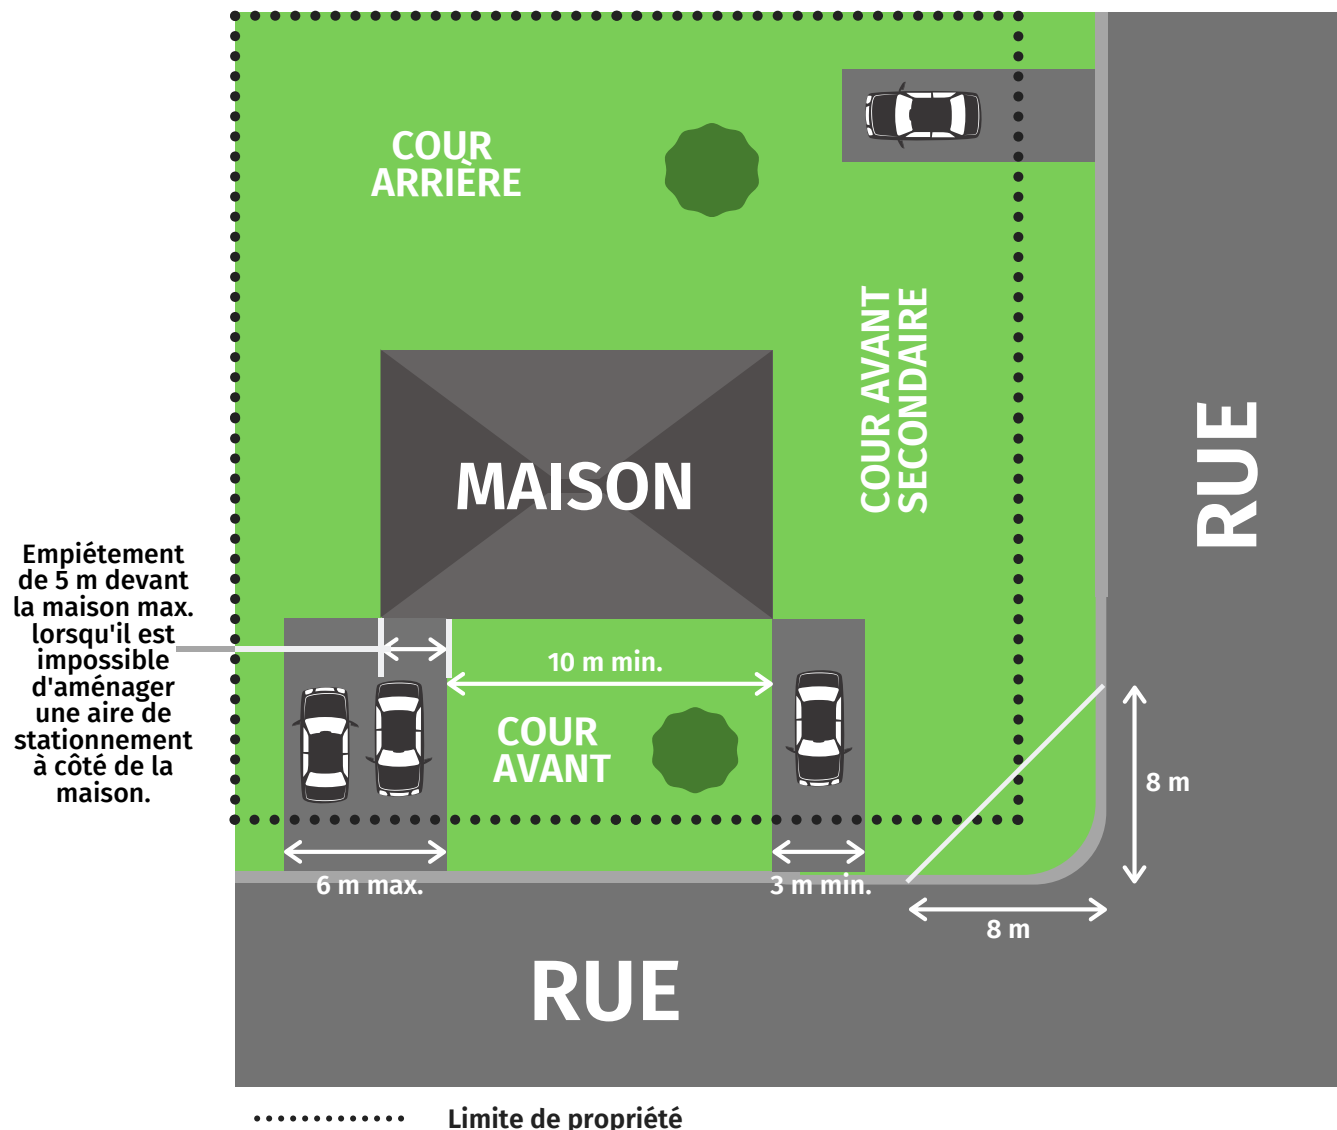 COUR
ARRIÈRE
COUR AVANT
SECONDAIRE
RUE
MAISON
Empiétement
de 5 m devant
la maison max.
lorsqu'il est
impossible
d'aménager
une aire de
stationnement
à côté de la
maison.
10 m min.
COUR
AVANT
8 m
6 m max.
3 m min.
8 m
RUE
Limite de propriété